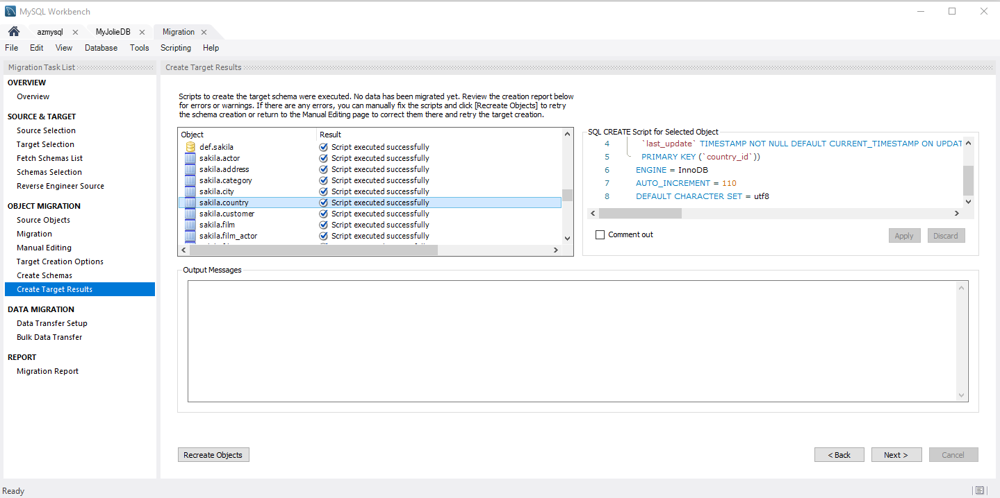 MySQL Workbench
azmysql
MyJolieDB
Migration
File Edit View Database Tools Scripting Help
Migration Task List
OVERVIEW
Overview
SOURCE & TARGET
Source Selection
Target Selection
Fetch Schemas List
Schemas Selection
Reverse Engineer Source
OBJECT MIGRATION
Source Objects
Migration
Manual Editing
Target Creation Options
Create Schemas
Create Target Results
DATA MIGRATION
Data Transfer Setup
Bulk Data Transfer
REPORT
Migration Report
Create Target Results
Scripts to create the target schema were executed. No data has been migrated yet. Review the creation report below
for errors or warnings. If there are any errors, you can manually fix the scripts and click [Recreate Objects] to retry
the schema creation or return to the Manual Editing page to correct them there and retry the target creation.
Object Result
def.sakila Script executed successfully
sakila.actor Script executed successfully
sakila.address Script executed successfully
sakila.category Script executed successfully
sakila.city Script executed successfully
sakila.country Script executed successfully
sakila.customer Script executed successfully
sakila.film Script executed successfully
sakila.film_actor Script executed successfully
SQL CREATE Script for Selected Object
4 `last_update` TIMESTAMP NOT NULL DEFAULT CURRENT_TIMESTAMP ON UPDAT
5 PRIMARY KEY (`country_id`))
6 ENGINE = InnoDB
7 AUTO_INCREMENT = 110
8 DEFAULT CHARACTER SET = utf8
Comment out
Apply
Discard
Output Messages
Recreate Objects
< Back
Next >
Cancel
Ready